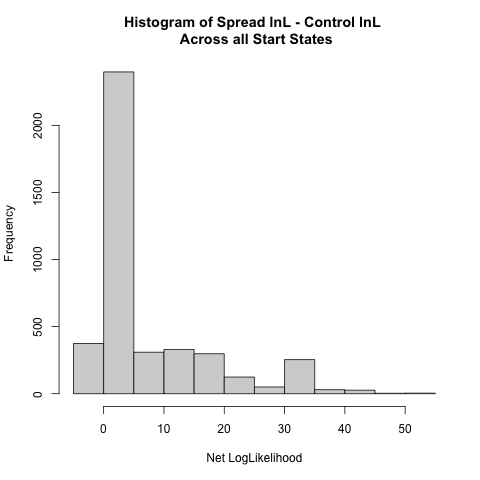 Histogram of Spread lnL - Control lnL
Across all Start States
Frequency
2000
1500
1000
500
0
0 10 20 30 40 50
Net LogLikelihood